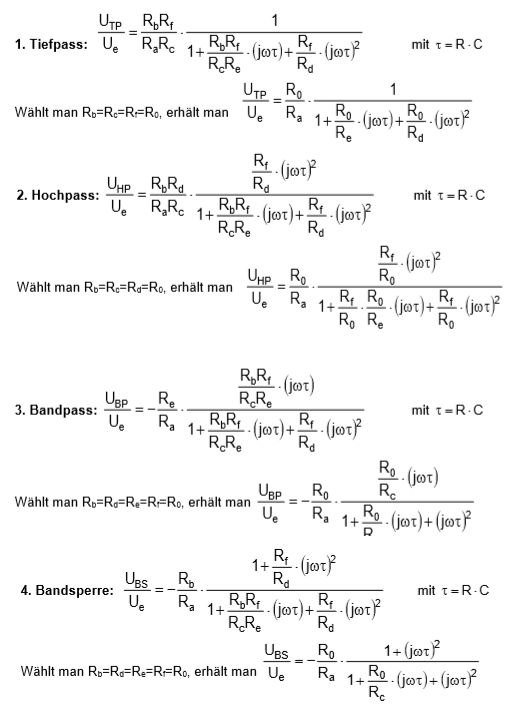 1. Tiefpass: U_TP/U_e = (R_bR_f)/(R_aR_c) · 1/(1+(R_bR_f)/(R_cR_e)·(jωτ)+R_f/R_d·(jωτ)²) mit τ=R·C
Wählt man R_b=R_c=R_f=R_0, erhält man U_TP/U_e = R_0/R_a · 1/(1+R_0/R_e·(jωτ)+R_0/R_d·(jωτ)²)
2. Hochpass: U_HP/U_e = (R_bR_d)/(R_aR_c) · (R_f/R_d·(jωτ)²)/(1+(R_bR_f)/(R_cR_e)·(jωτ)+R_f/R_d·(jωτ)²) mit τ=R·C
Wählt man R_b=R_c=R_d=R_0, erhält man U_HP/U_e = R_0/R_a · (R_f/R_0·(jωτ)²)/(1+R_f/R_0·R_0/R_e·(jωτ)+R_f/R_0·(jωτ)²)
3. Bandpass: U_BP/U_e = −R_e/R_a · ((R_bR_f)/(R_cR_e)·(jωτ))/(1+(R_bR_f)/(R_cR_e)·(jωτ)+R_f/R_d·(jωτ)²) mit τ=R·C
Wählt man R_b=R_d=R_e=R_f=R_0, erhält man U_BP/U_e = −R_0/R_a · (R_0/R_c·(jωτ))/(1+R_0/R·(jωτ)+(jωτ)²)
4. Bandsperre: U_BS/U_e = −R_b/R_a · (1+R_f/R_d·(jωτ)²)/(1+(R_bR_f)/(R_cR_e)·(jωτ)+R_f/R_d·(jωτ)²) mit τ=R·C
Wählt man R_b=R_d=R_e=R_f=R_0, erhält man U_BS/U_e = −R_0/R_a · (1+(jωτ)²)/(1+R_0/R_c·(jωτ)+(jωτ)²)